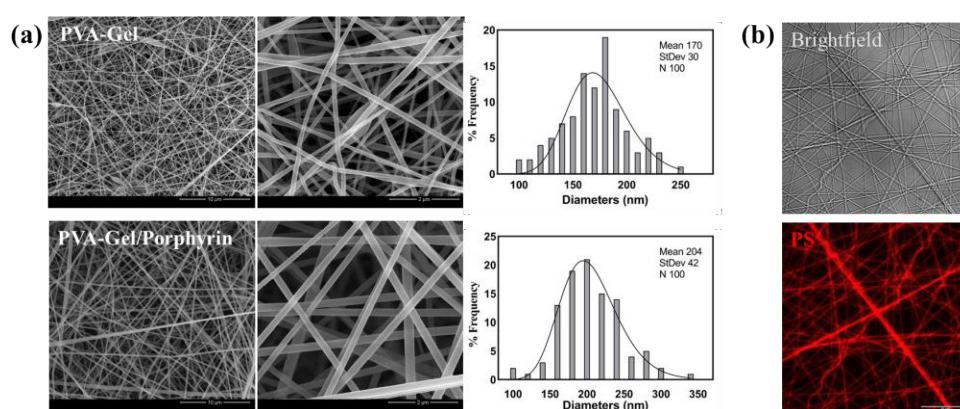 (a)
PVA-Gel
10 μm
2 μm
% Frequency
20
15
10
5
0
Mean 170
StDev 30
N 100
100
150
200
250
Diameters (nm)
(b)
Brightfield
PVA-Gel/Porphyrin
10 μm
2 μm
% Frequency
25
20
15
10
5
0
Mean 204
StDev 42
N 100
100
150
200
250
300
350
Diameters (nm)
PS